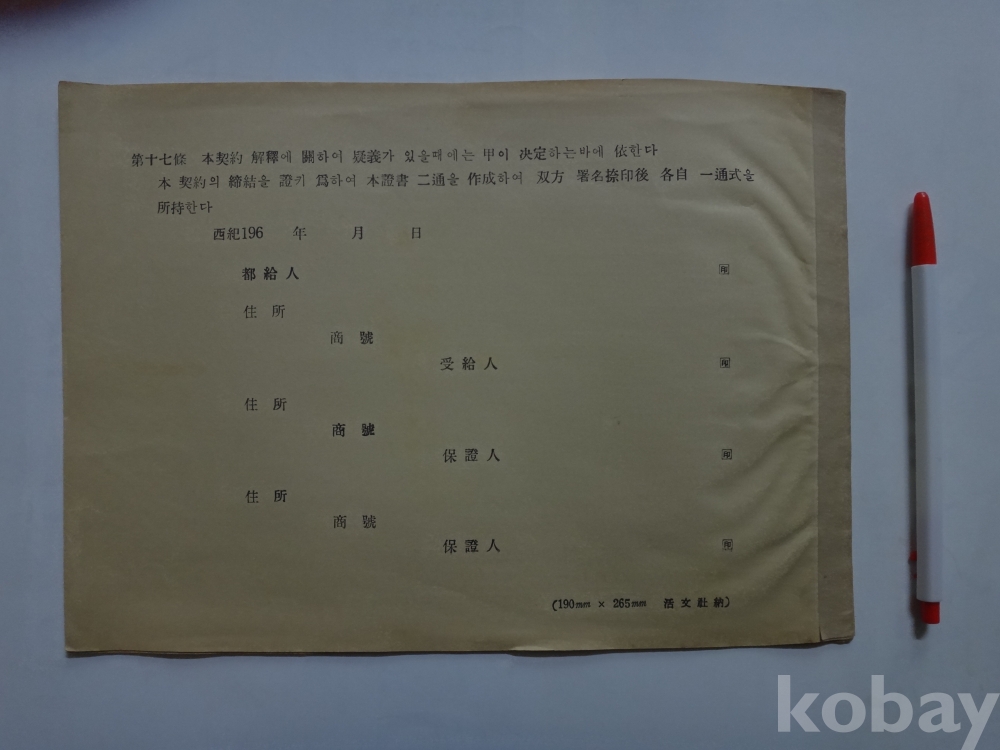 第十七條 本契約 解釋에 關하여 疑義가 있을때에는 甲이 決定하는바에 依한다
本 契約의 締結을 證키 爲하여 本證書 二通을 作成하여 双方 署名捺印後 各自 一通式을
所持한다
西紀196 年 月 日
都給人 印
住所
商號
受給人 印
住所
商號
保證人 印
住所
商號
保證人 印
(190mm × 265mm 活文社納)
kobay